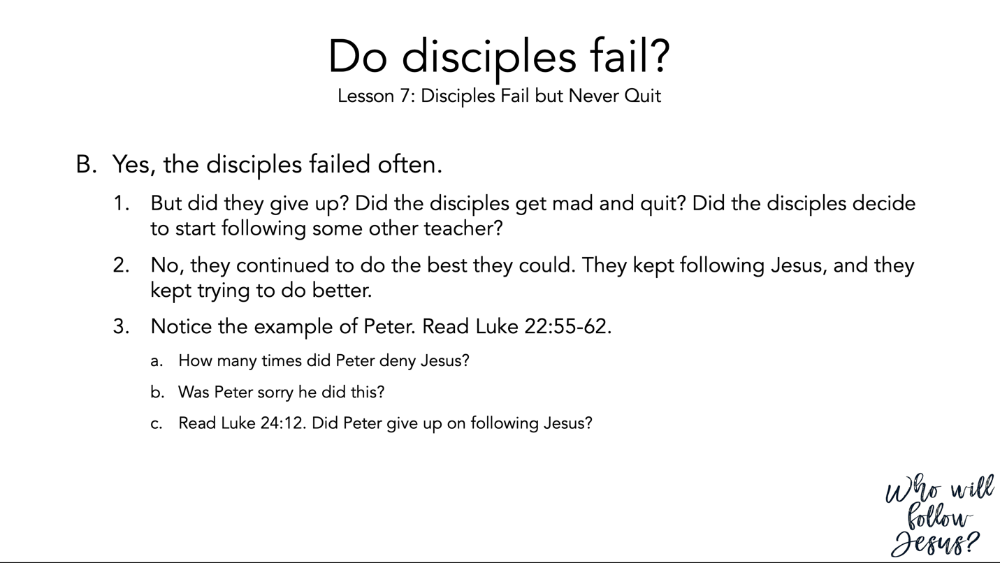 Do disciples fail?
Lesson 7: Disciples Fail but Never Quit
B. Yes, the disciples failed often.
1. But did they give up? Did the disciples get mad and quit? Did the disciples decide
to start following some other teacher?
2. No, they continued to do the best they could. They kept following Jesus, and they
kept trying to do better.
3. Notice the example of Peter. Read Luke 22:55-62.
a. How many times did Peter deny Jesus?
b. Was Peter sorry he did this?
c. Read Luke 24:12. Did Peter give up on following Jesus?
Who will
follow
Jesus?